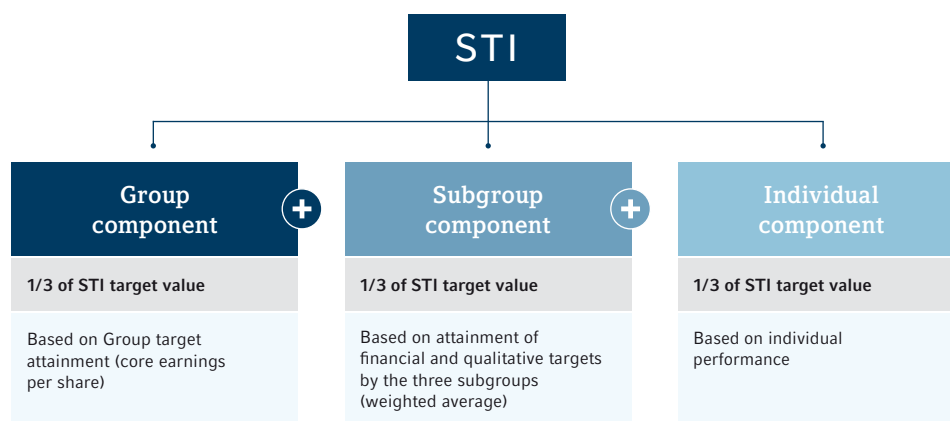 STI
Group
component
+
Subgroup
component
+
Individual
component
1/3 of STI target value
1/3 of STI target value
1/3 of STI target value
Based on Group target
attainment (core earnings
per share)
Based on attainment of
financial and qualitative targets
by the three subgroups
(weighted average)
Based on individual
performance